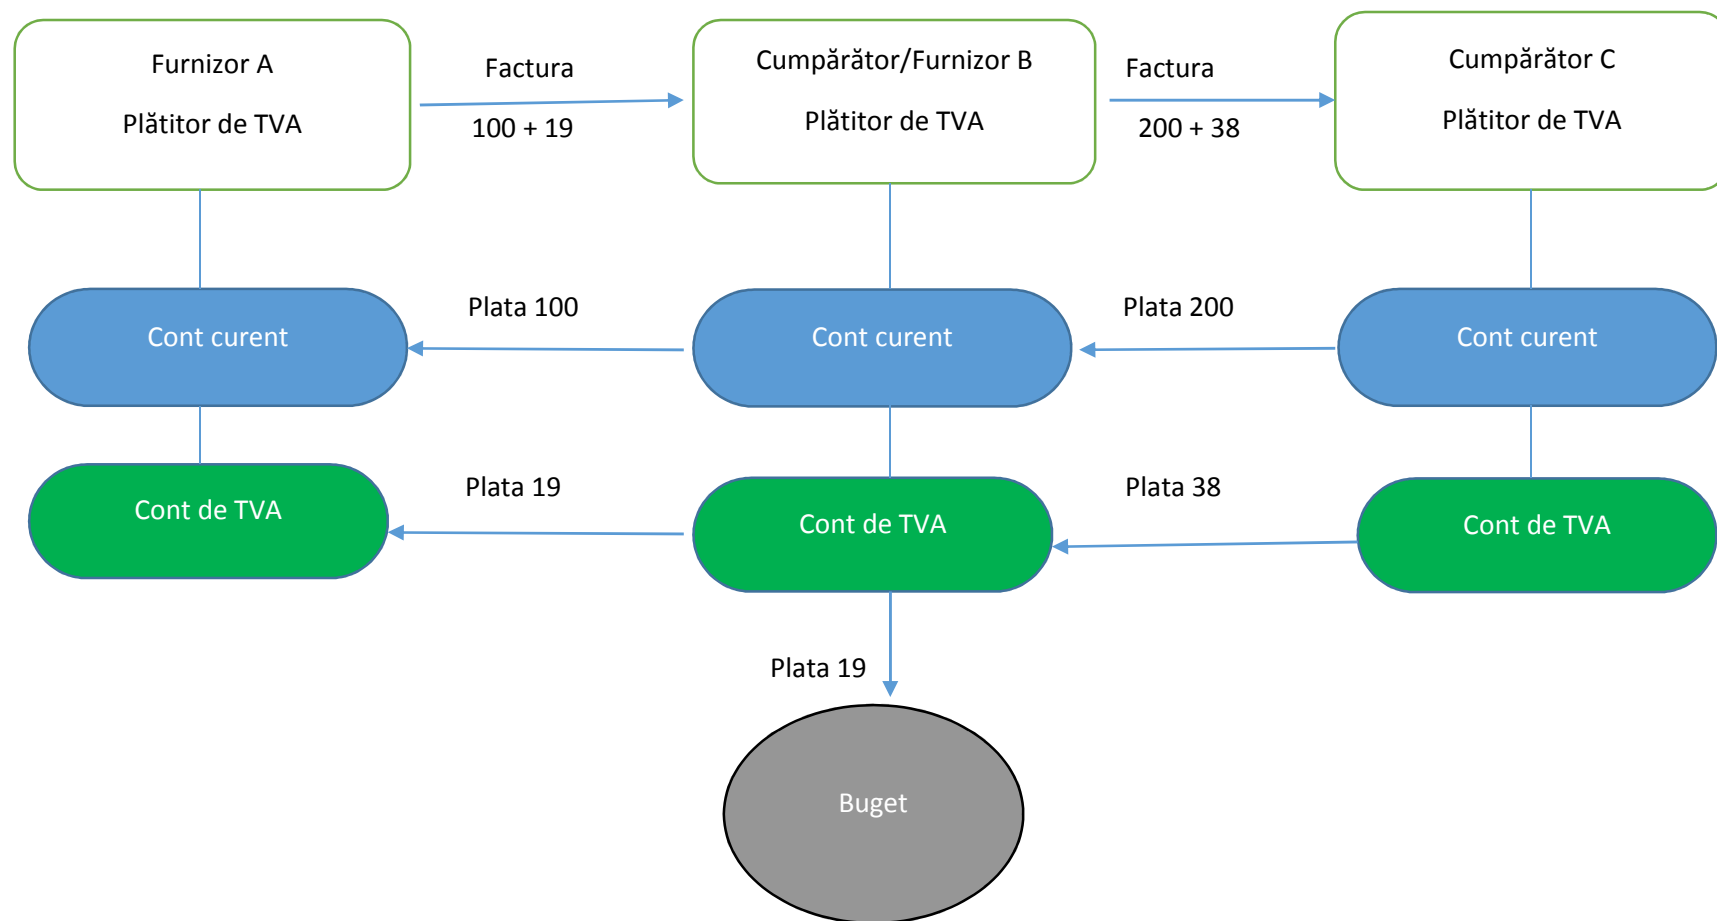 Furnizor A
Plătitor de TVA
Factura
100 + 19
Cumpărător/Furnizor B
Plătitor de TVA
Factura
200 + 38
Cumpărător C
Plătitor de TVA
Cont curent
Plata 100
Cont curent
Plata 200
Cont curent
Cont de TVA
Plata 19
Cont de TVA
Plata 38
Cont de TVA
Plata 19
Buget